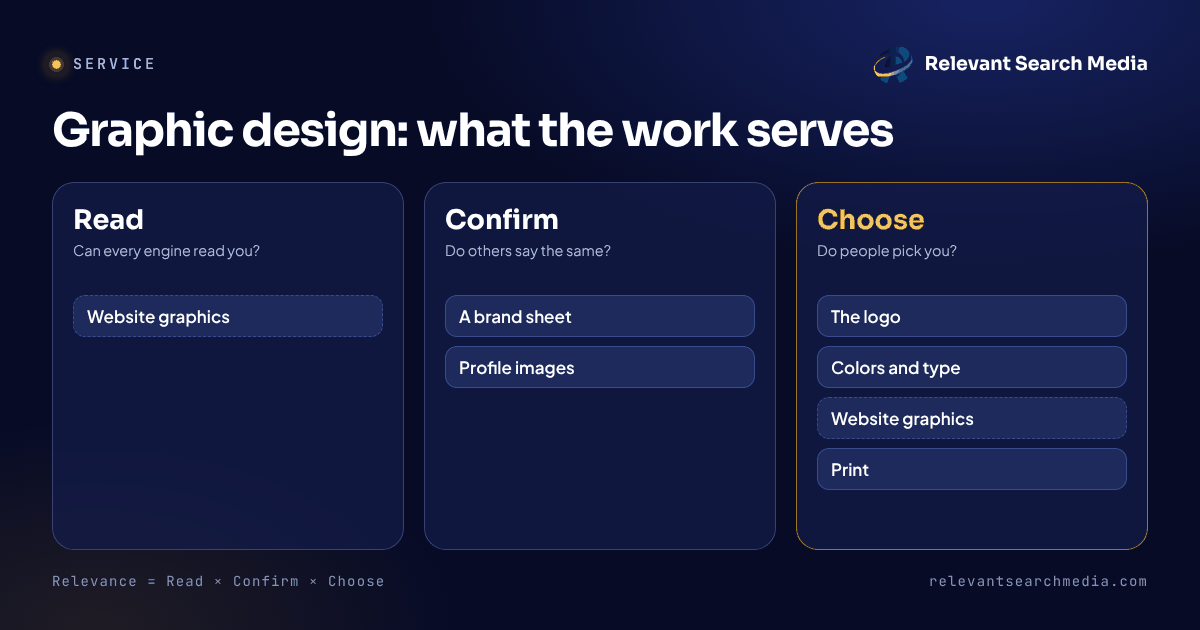 SERVICE
Relevant Search Media
Graphic design: what the work serves
Read
Can every engine read you?
Website graphics
Confirm
Do others say the same?
A brand sheet
Profile images
Choose
Do people pick you?
The logo
Colors and type
Website graphics
Print
Relevance = Read × Confirm × Choose
relevantsearchmedia.com